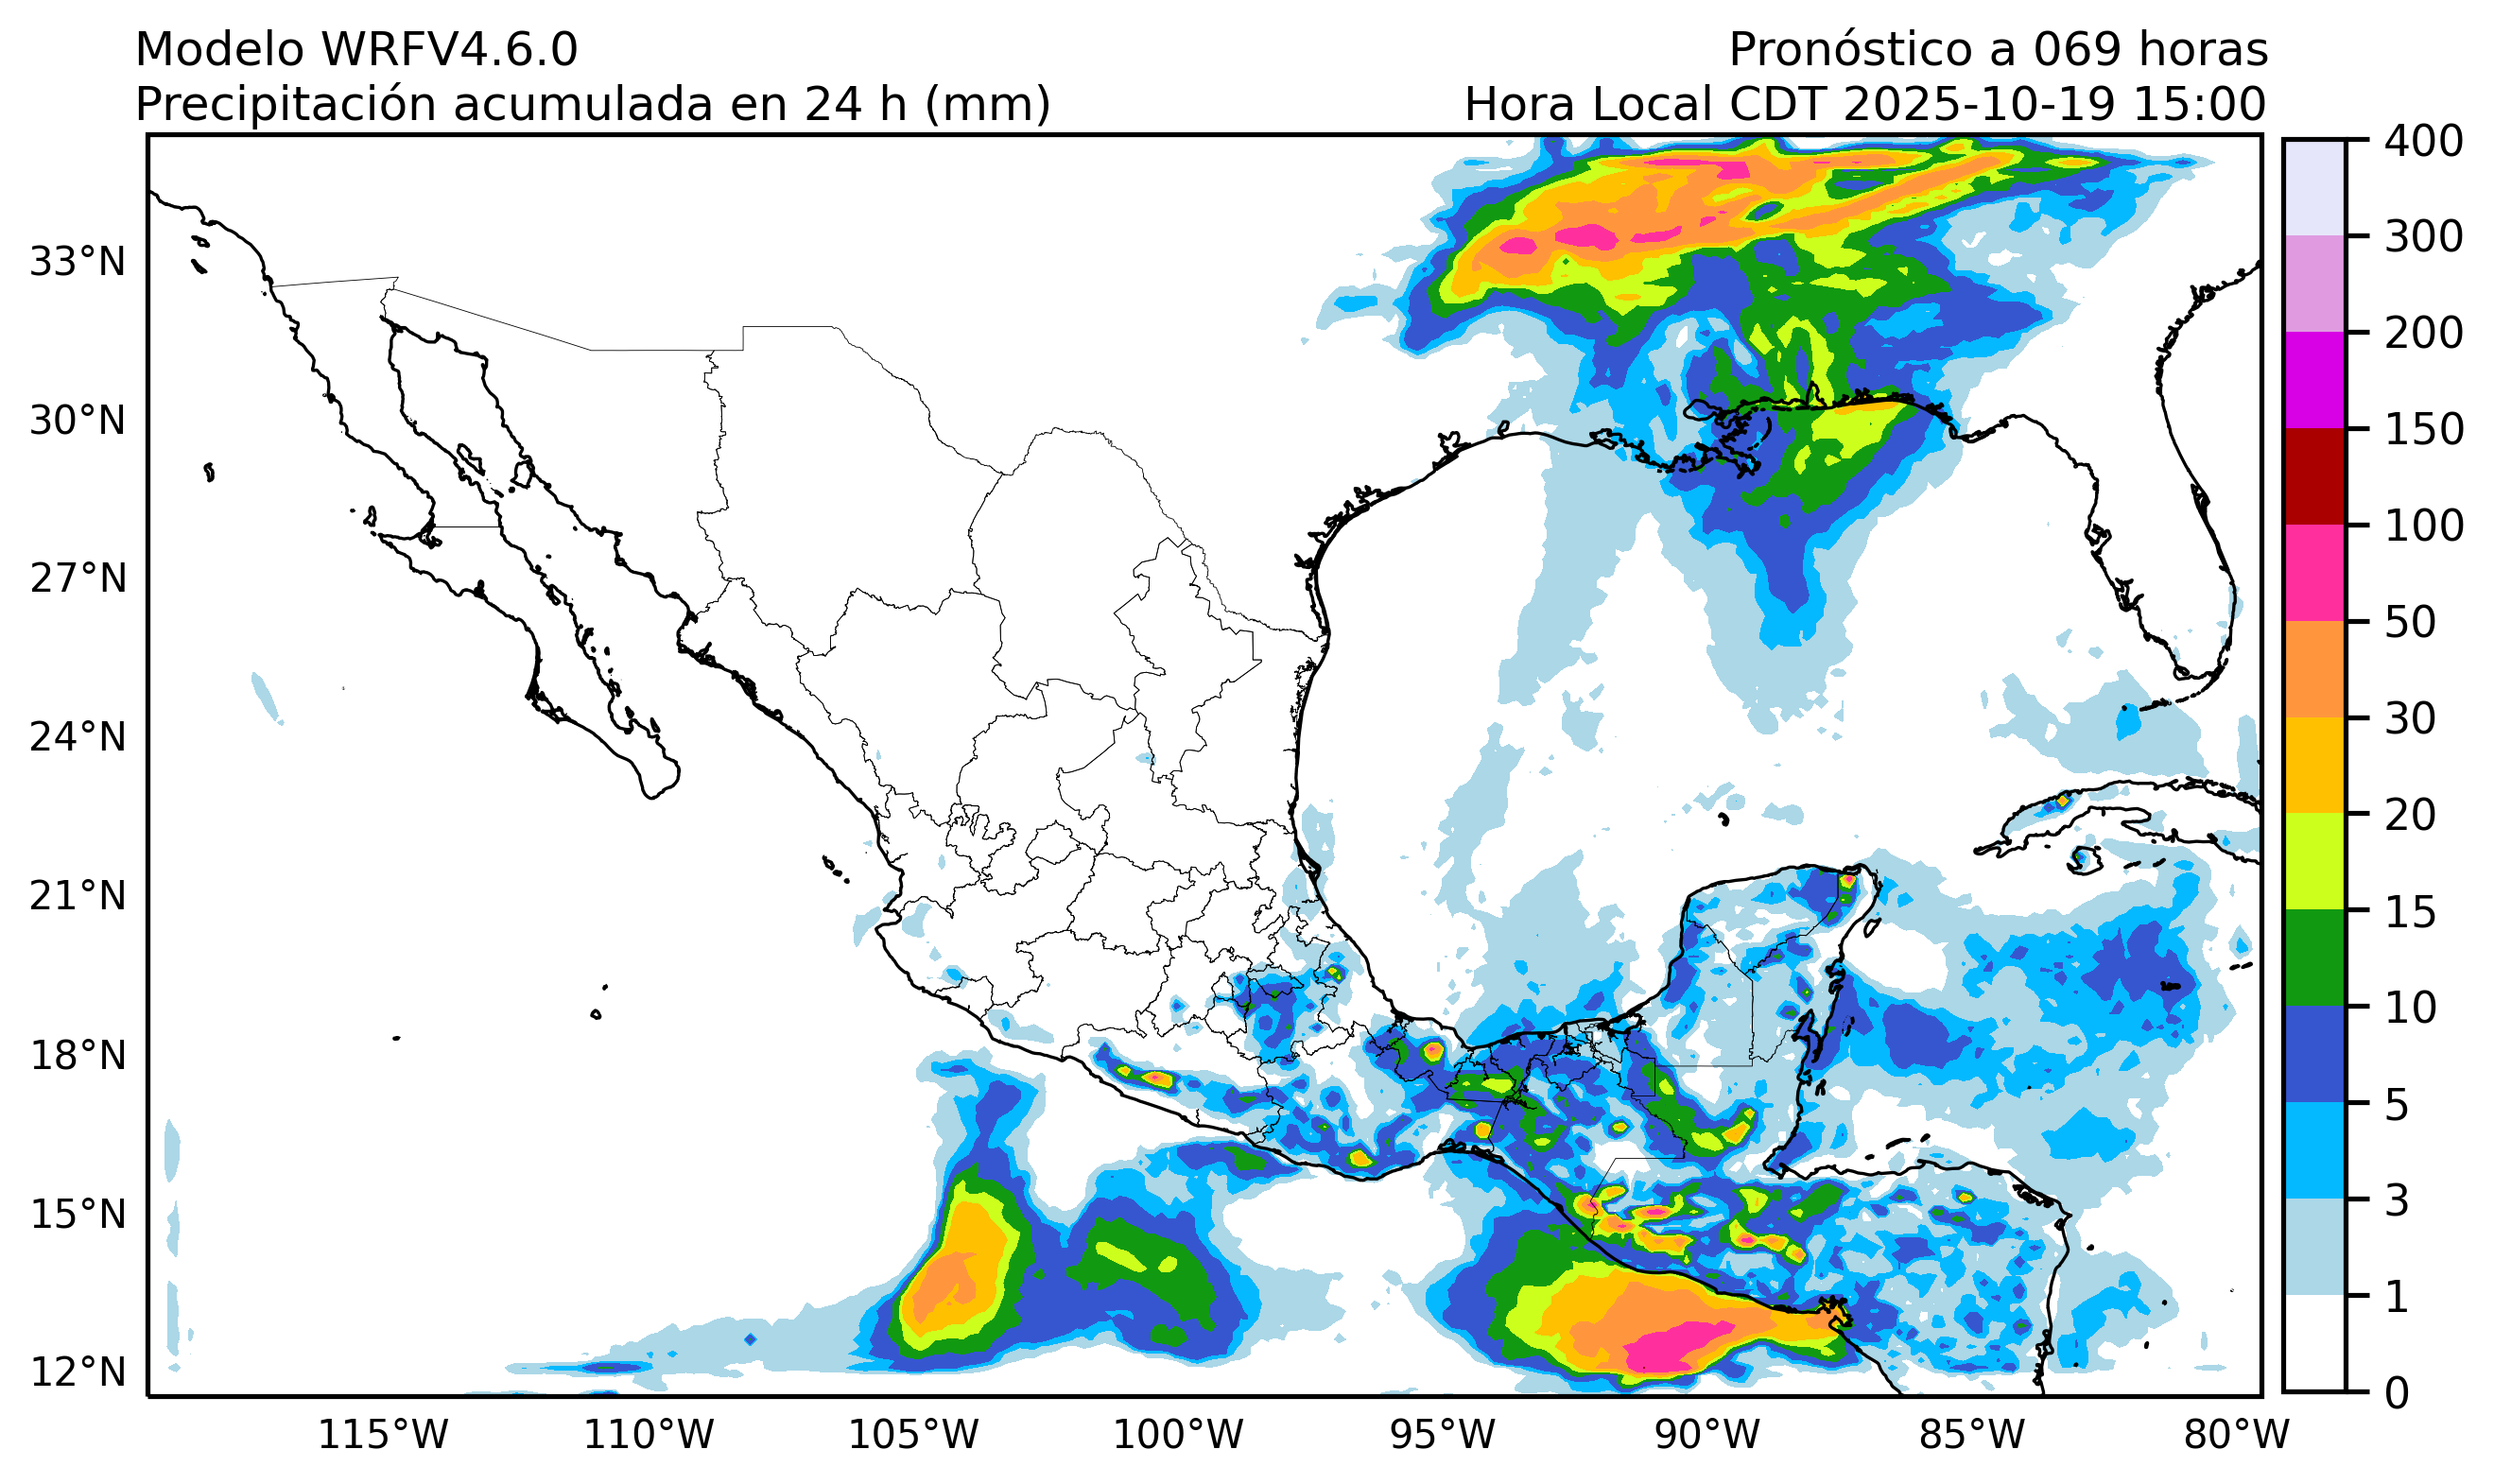 Modelo WRFV4.6.0
Pronóstico a 069 horas
Precipitación acumulada en 24 h (mm)
Hora Local CDT 2025-10-19 15:00
33°N
30°N
27°N
24°N
21°N
18°N
15°N
12°N
115°W
110°W
105°W
100°W
95°W
90°W
85°W
80°W
400
300
200
150
100
50
30
20
15
10
5
3
1
0